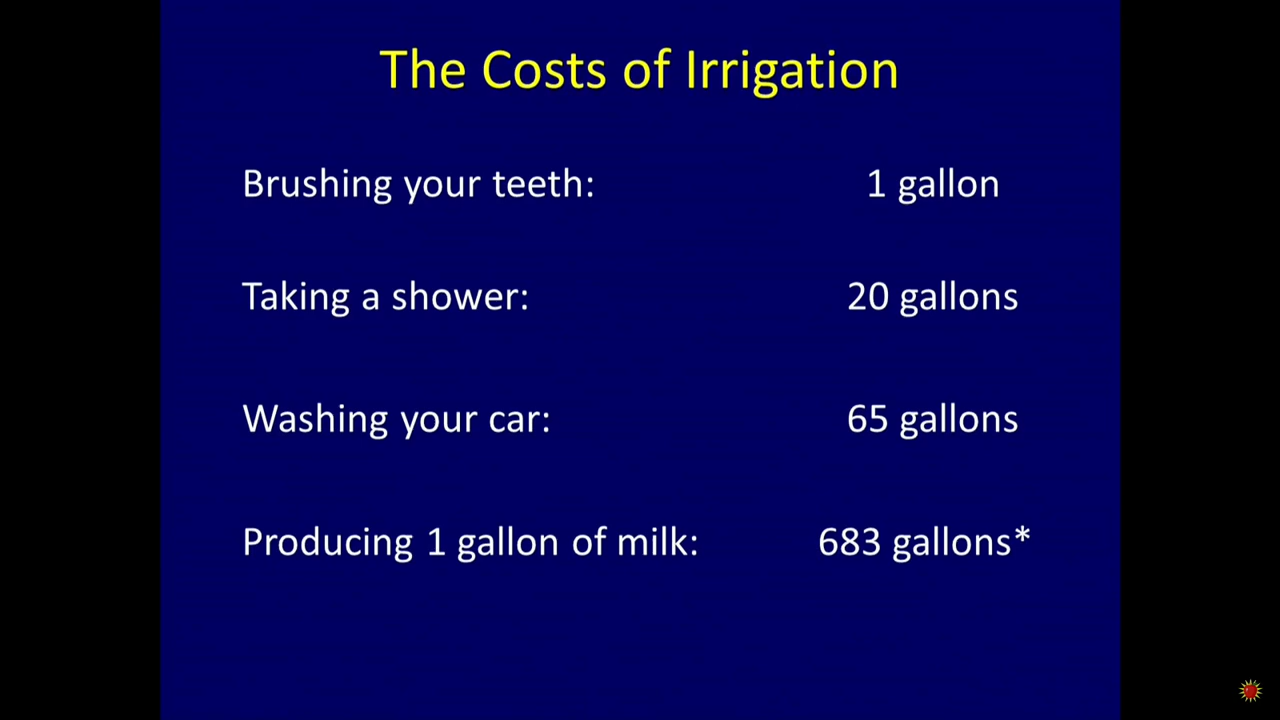 The Costs of Irrigation
Brushing your teeth: 1 gallon
Taking a shower: 20 gallons
Washing your car: 65 gallons
Producing 1 gallon of milk: 683 gallons*